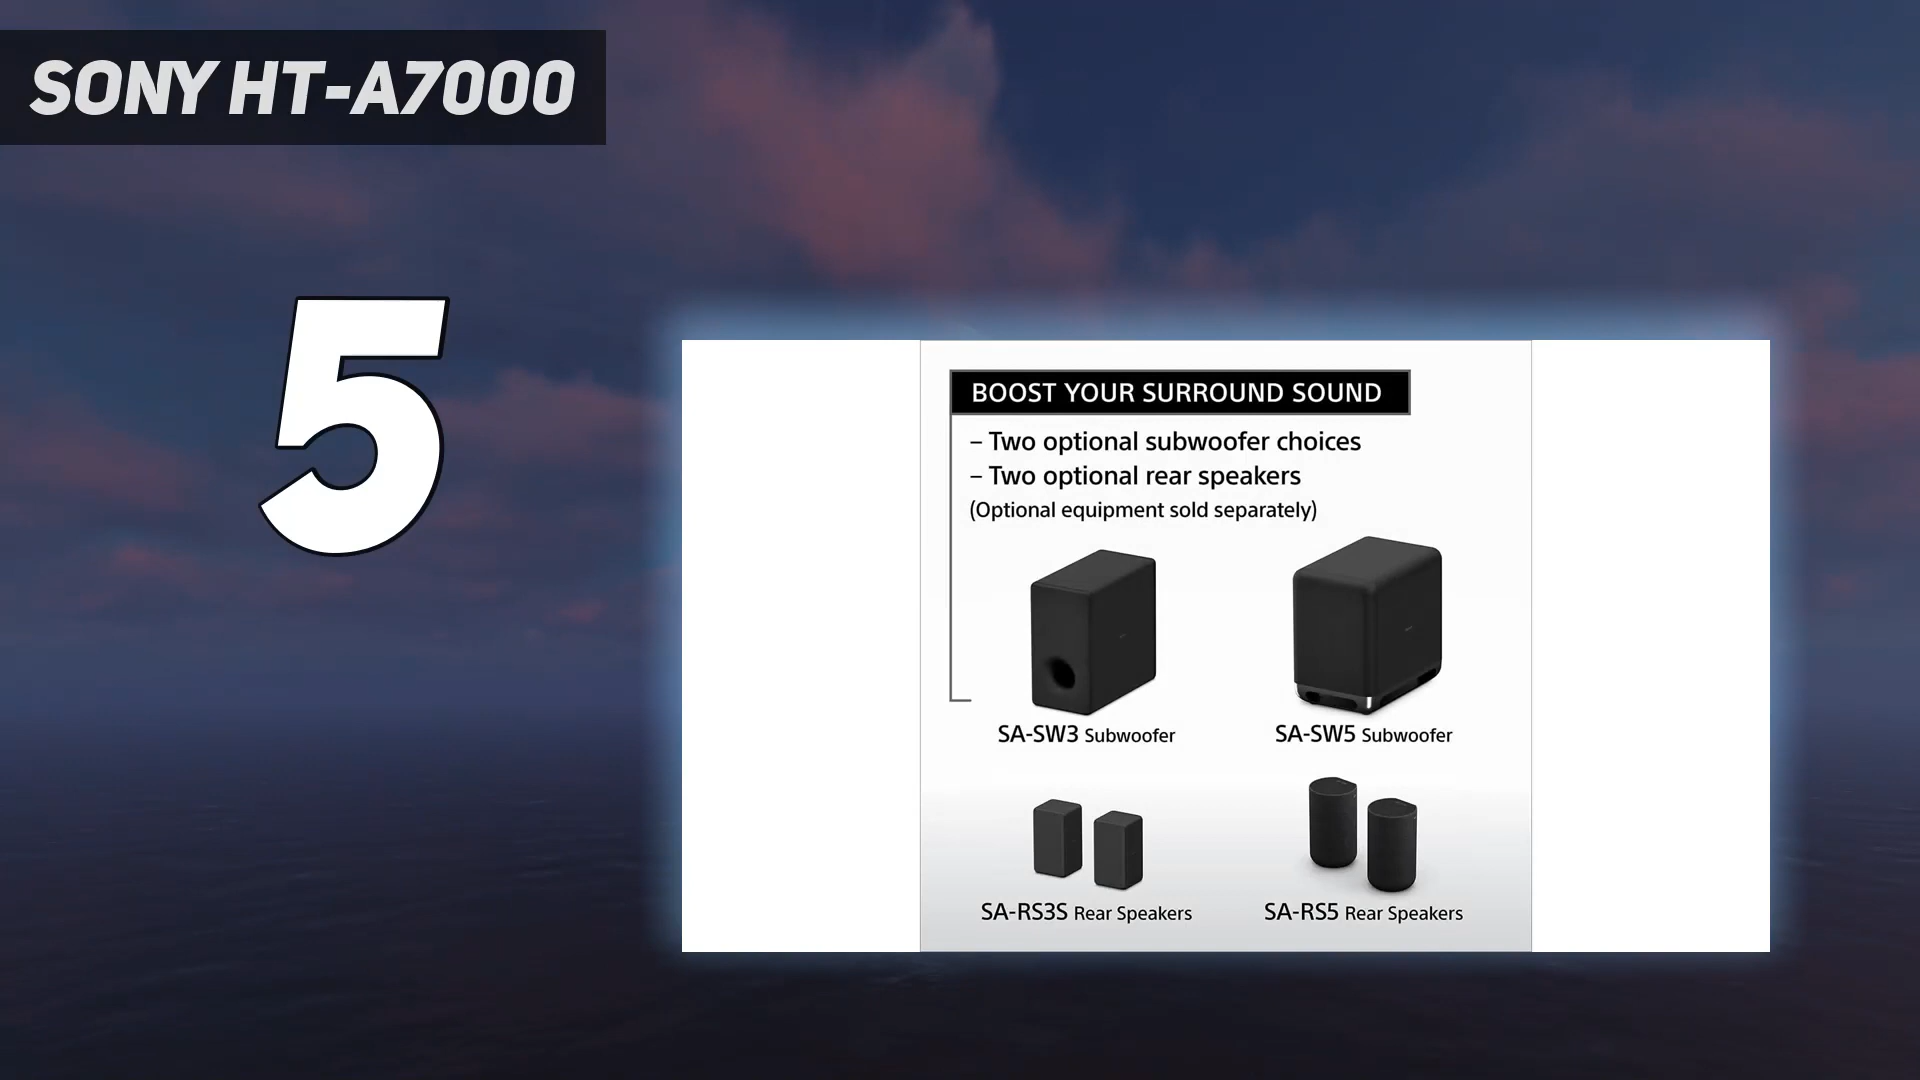 SONY HT-A7000
5
BOOST YOUR SURROUND SOUND
– Two optional subwoofer choices
– Two optional rear speakers
(Optional equipment sold separately)
SA-SW3 Subwoofer
SA-SW5 Subwoofer
SA-RS3S Rear Speakers
SA-RS5 Rear Speakers